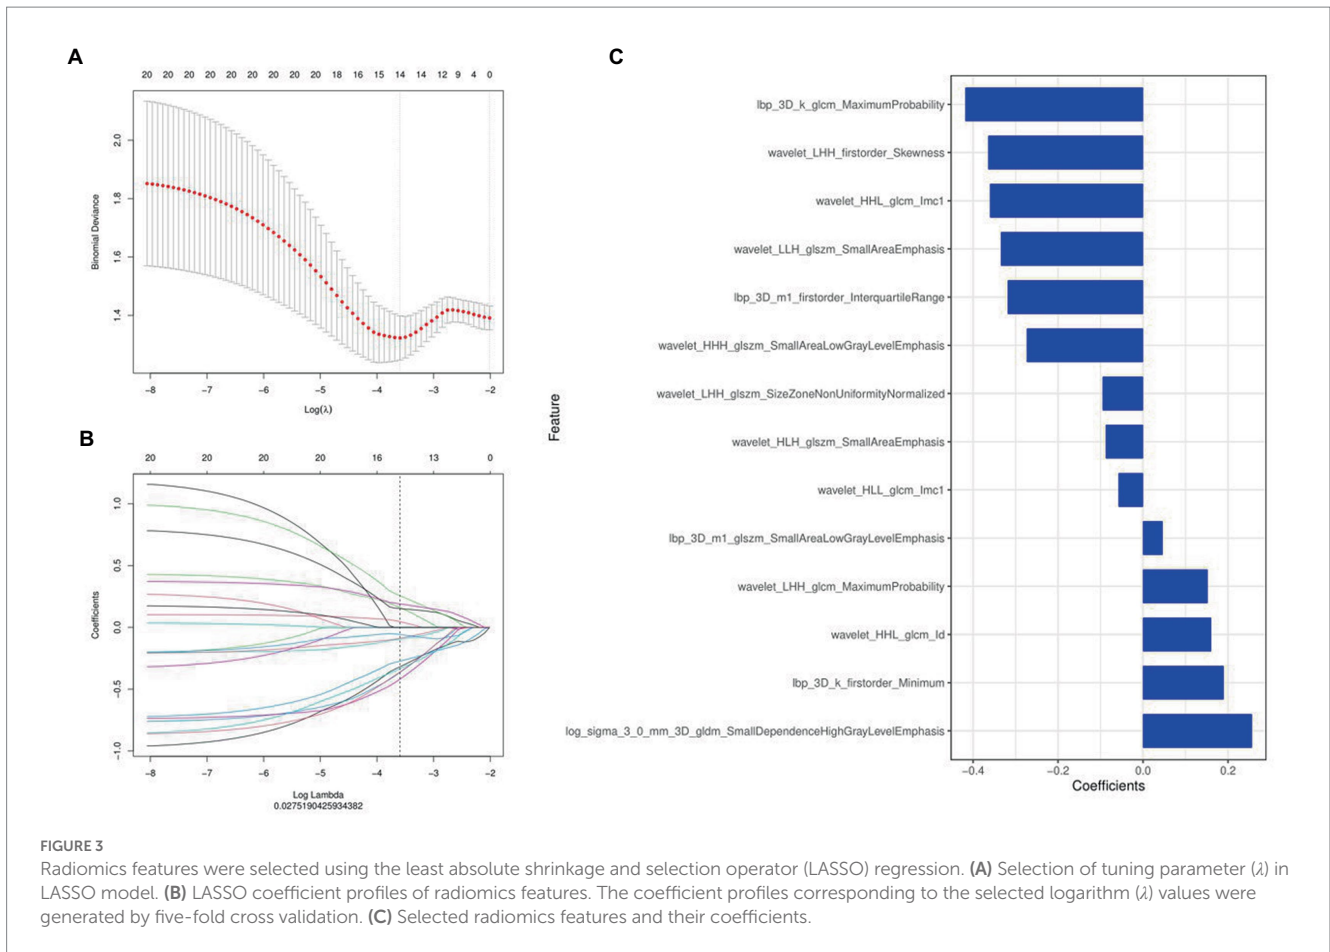 A
20 20 20 20 20 20 20 20 20 18 16 15 14 14 12 9 4 0
2.0
1.8
1.6
1.4
Binomial Deviance
−8 −7 −6 −5 −4 −3 −2
Log(λ)
B
20 20 20 20 16 13 0
1.0
0.5
0.0
−0.5
−1.0
Coefficients
−8 −7 −6 −5 −4 −3 −2
Log Lambda
0.0275190425934382
C
Feature
lbp_3D_k_glcm_MaximumProbability
wavelet_LHH_firstorder_Skewness
wavelet_HHL_glcm_Imc1
wavelet_LLH_glszm_SmallAreaEmphasis
lbp_3D_m1_firstorder_InterquartileRange
wavelet_HHH_glszm_SmallAreaLowGrayLevelEmphasis
wavelet_LHH_glszm_SizeZoneNonUniformityNormalized
wavelet_HLH_glszm_SmallAreaEmphasis
wavelet_HLL_glcm_Imc1
lbp_3D_m1_glszm_SmallAreaLowGrayLevelEmphasis
wavelet_LHH_glcm_MaximumProbability
wavelet_HHL_glcm_Id
lbp_3D_k_firstorder_Minimum
log_sigma_3_0_mm_3D_gldm_SmallDependenceHighGrayLevelEmphasis
−0.4 −0.2 0.0 0.2
Coefficients
FIGURE 3
Radiomics features were selected using the least absolute shrinkage and selection operator (LASSO) regression. (A) Selection of tuning parameter (λ) in
LASSO model. (B) LASSO coefficient profiles of radiomics features. The coefficient profiles corresponding to the selected logarithm (λ) values were
generated by five-fold cross validation. (C) Selected radiomics features and their coefficients.